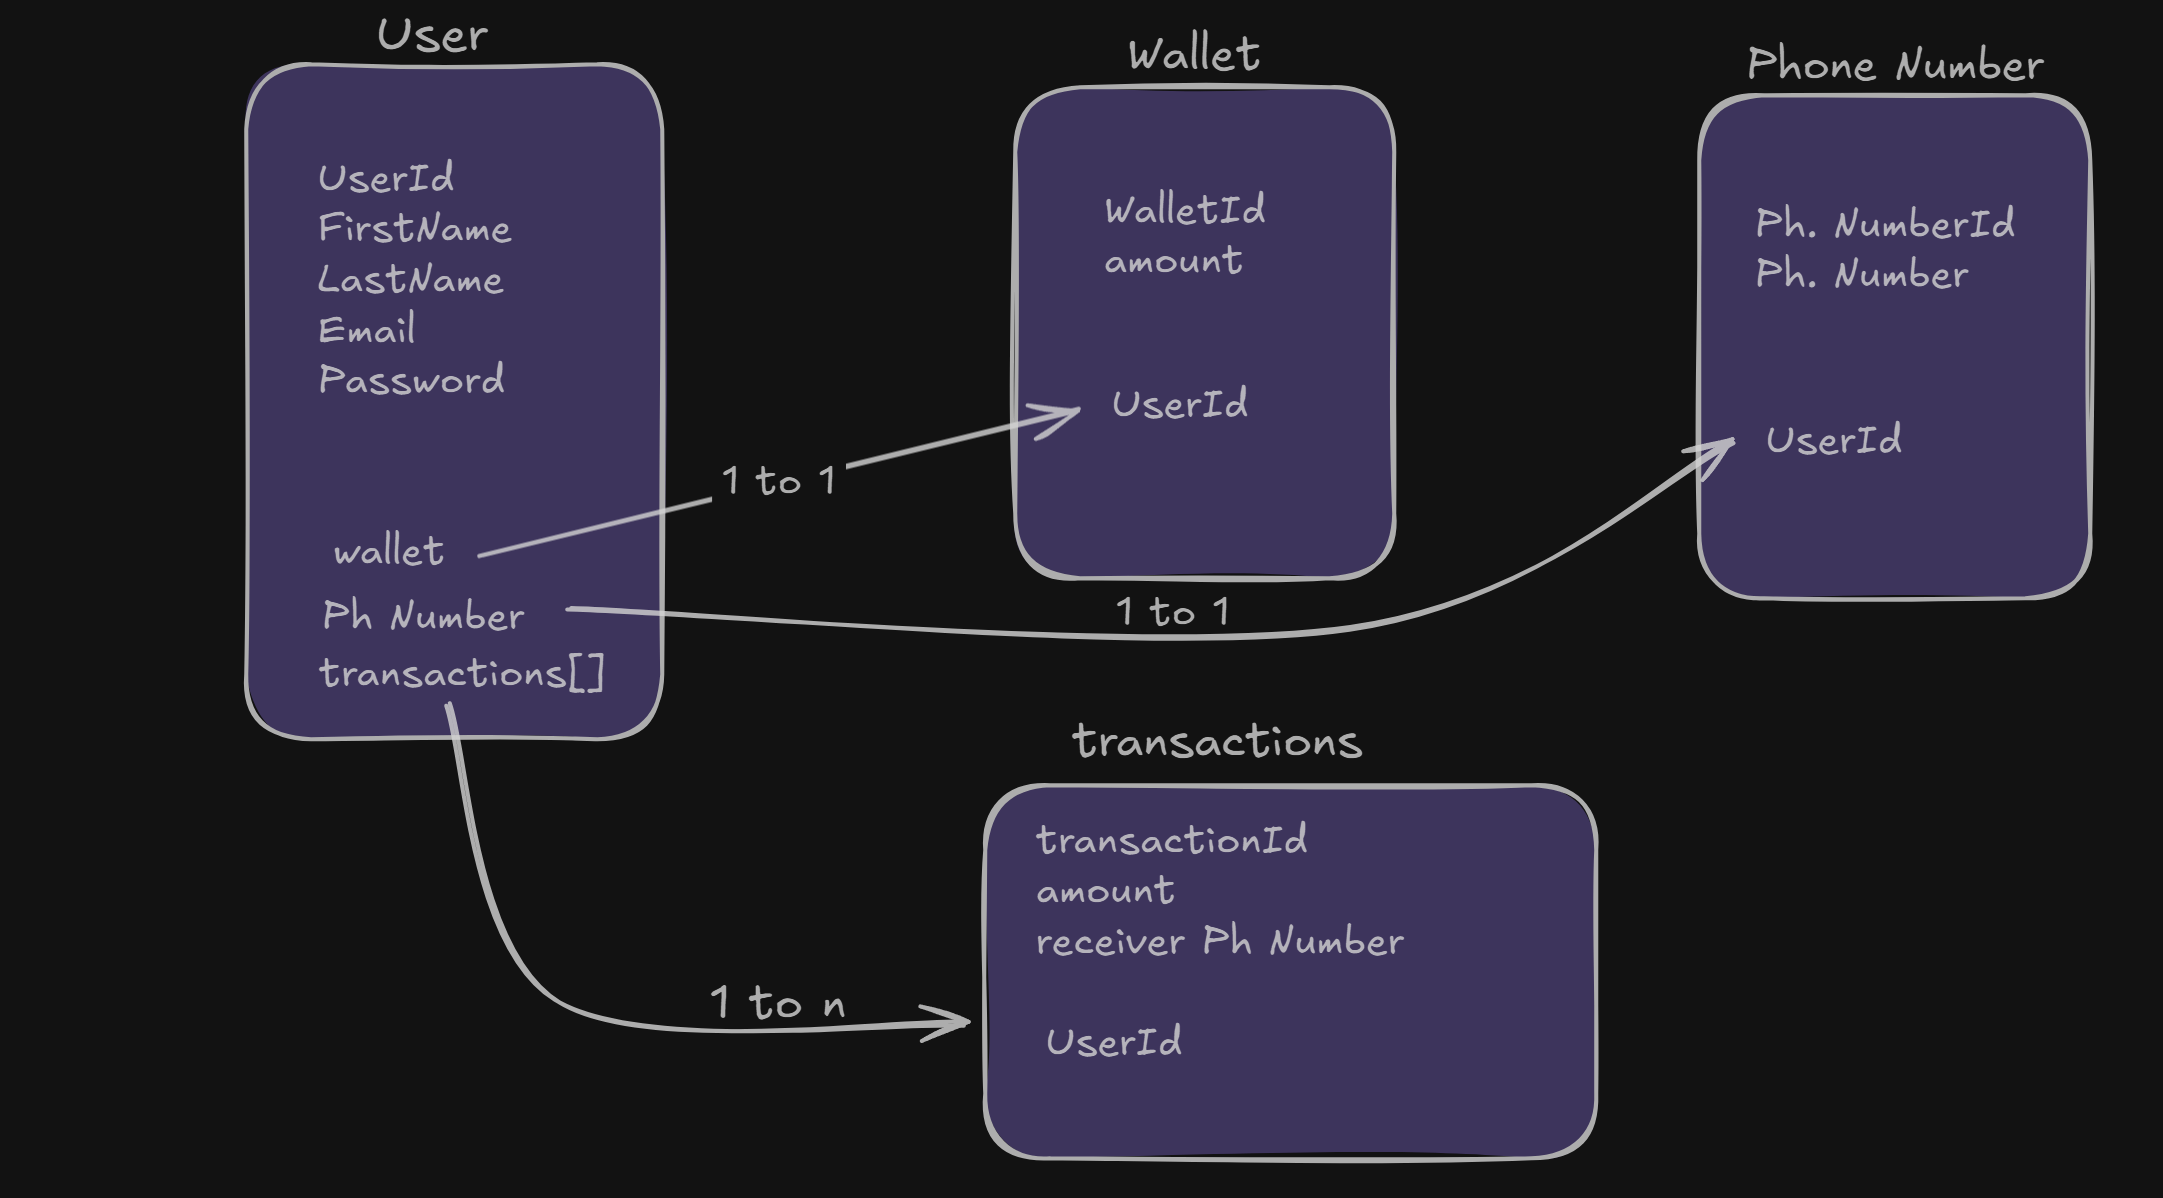 User
UserId
FirstName
LastName
Email
Password
wallet
Ph Number
transactions[]
1 to 1
Wallet
WalletId
amount
UserId
1 to 1
Phone Number
Ph. NumberId
Ph. Number
UserId
1 to n
transactions
transactionId
amount
receiver Ph Number
UserId